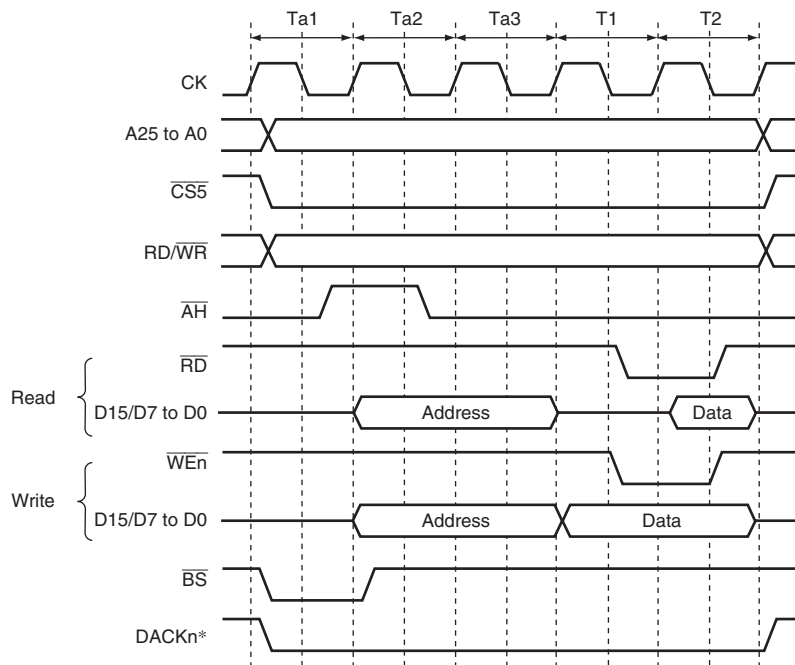 Ta1 Ta2 Ta3 T1 T2
CK
A25 to A0
CS5
RD/WR
AH
RD
Read
D15/D7 to D0 Address Data
WEn
Write
D15/D7 to D0 Address Data
BS
DACKn*